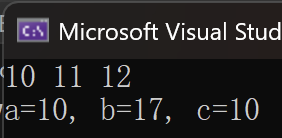 Microsoft Visual Stud
10 11 12
a=10, b=17, c=10